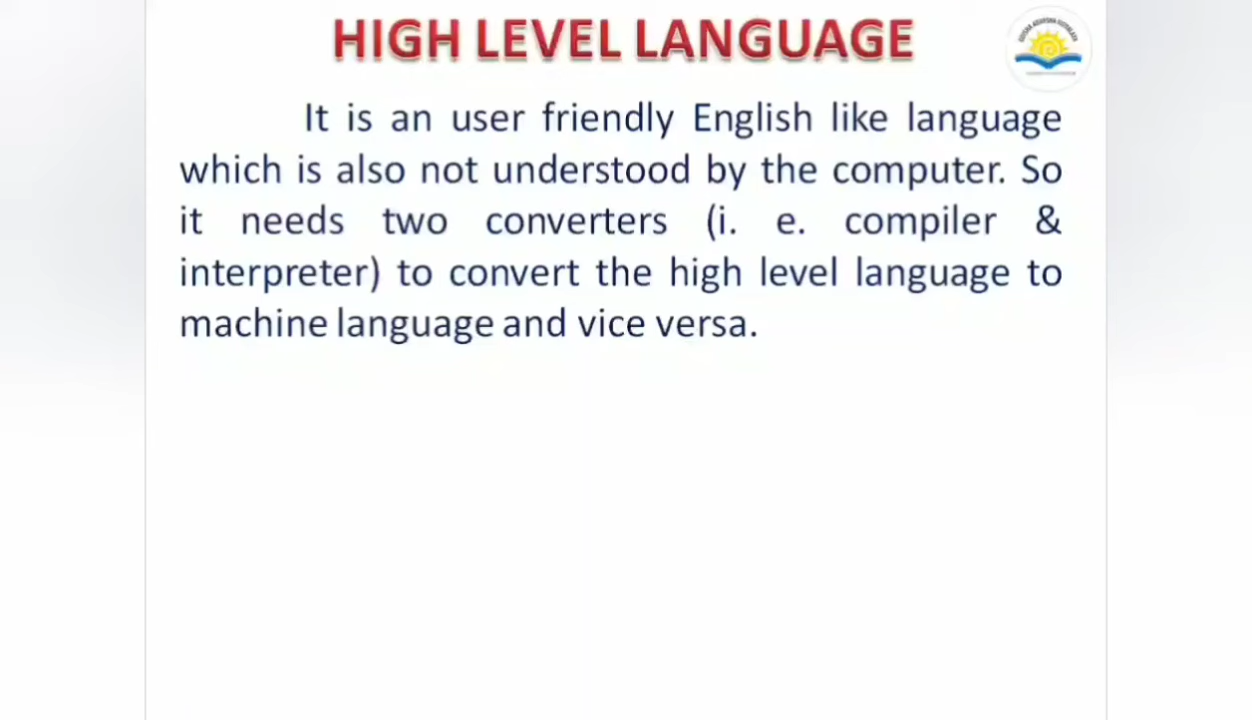 HIGH LEVEL LANGUAGE
It is an user friendly English like language
which is also not understood by the computer. So
it needs two converters (i. e. compiler &
interpreter) to convert the high level language to
machine language and vice versa.